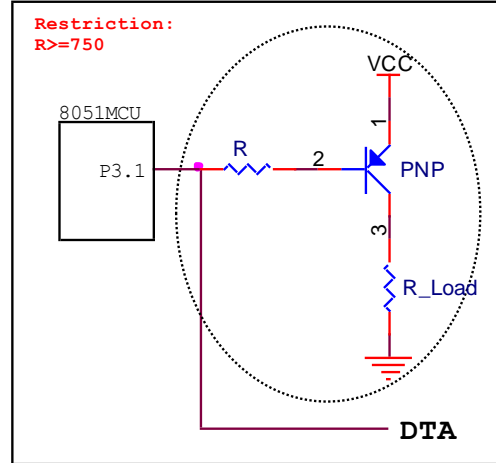 Restriction:
R>=750
VCC
8051MCU
1
R
2
P3.1
PNP
3
R_Load
DTA